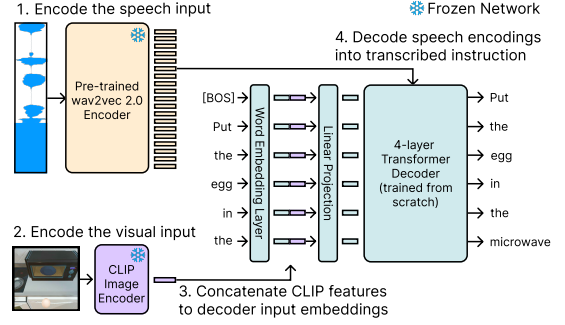 1. Encode the speech input
Frozen Network
Pre-trained
wav2vec 2.0
Encoder
4. Decode speech encodings
into transcribed instruction
[BOS]
Put
the
egg
in
the
Word Embedding Layer
Linear Projection
4-layer
Transformer
Decoder
(trained from
scratch)
Put
the
egg
in
the
microwave
2. Encode the visual input
CLIP
Image
Encoder
3. Concatenate CLIP features
to decoder input embeddings